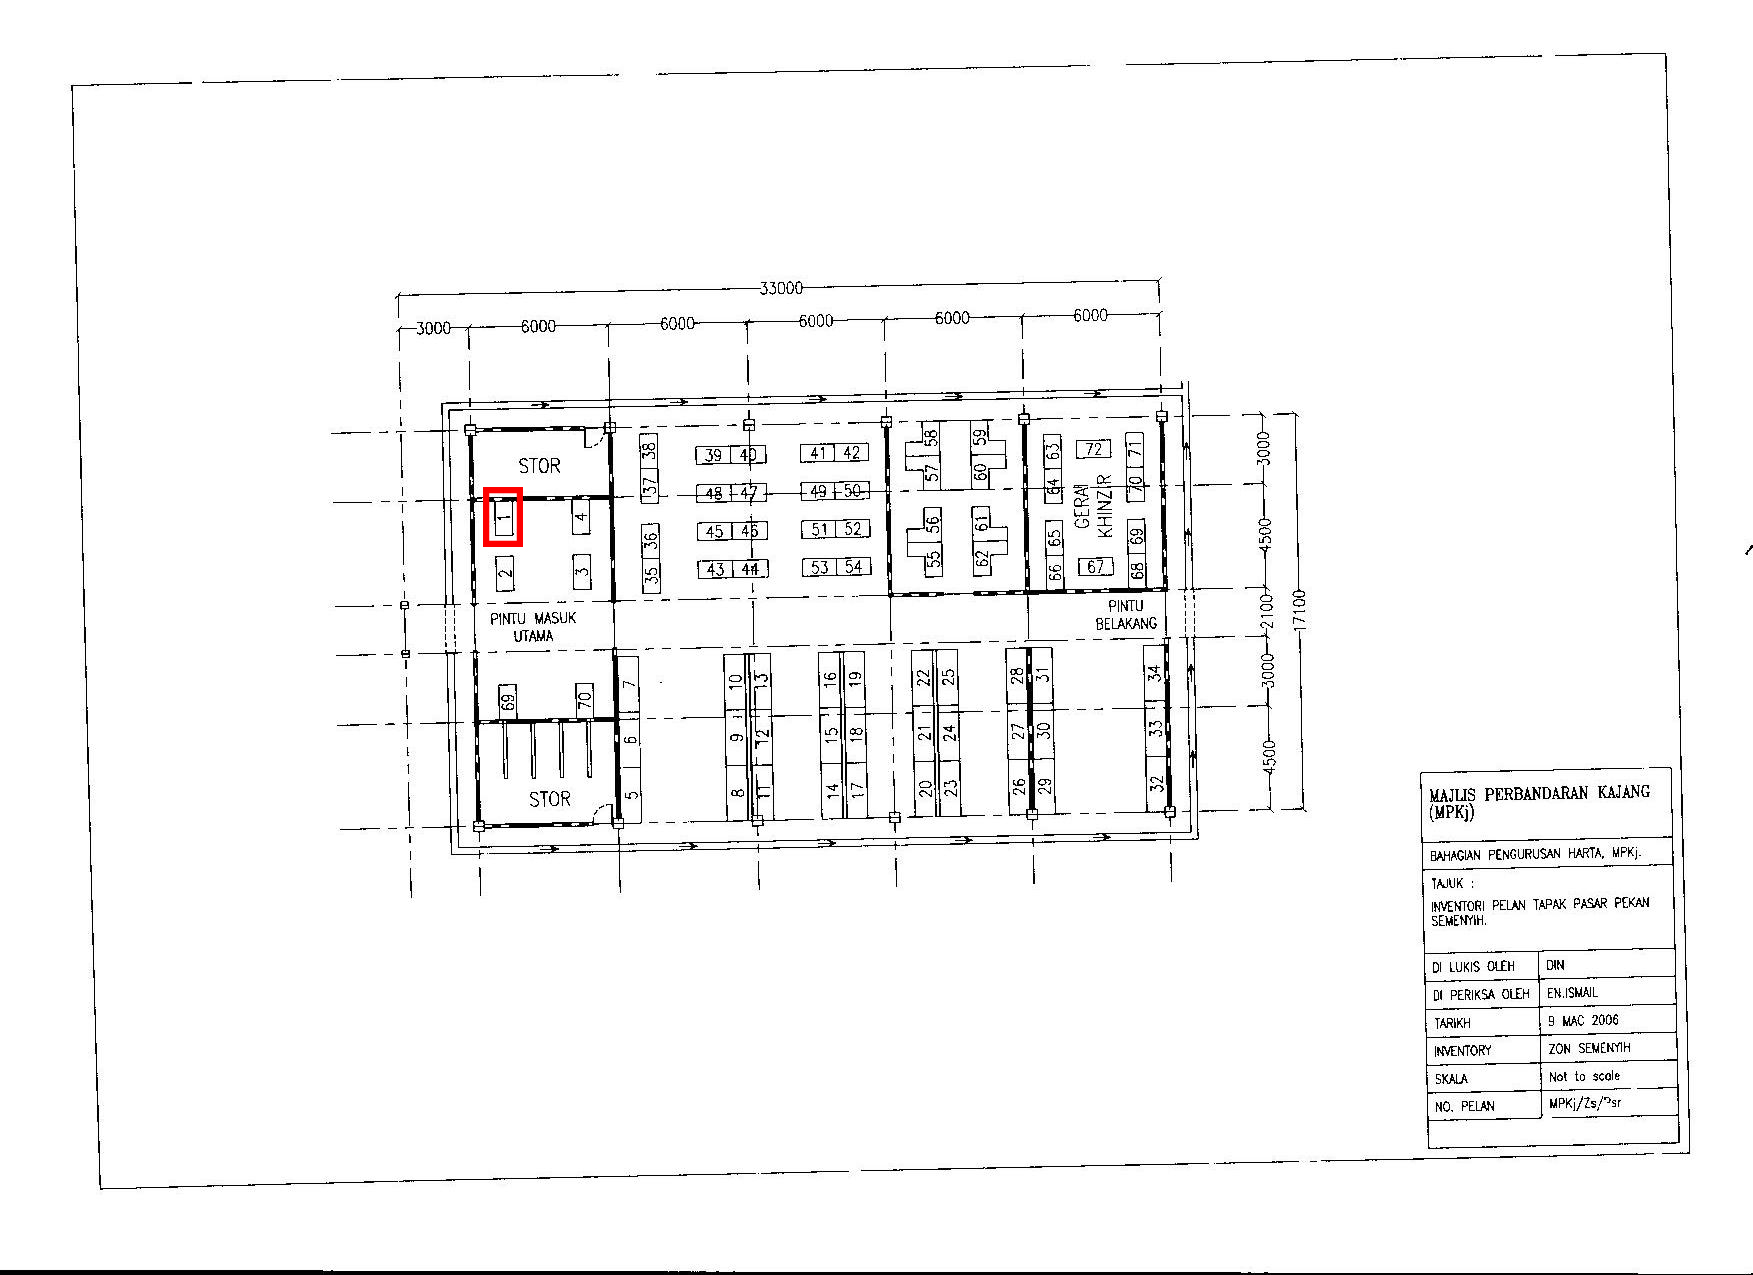 33000
3000 6000 6000 6000 6000 6000
STOR
38 39 40 41 42 58 59 63 72 71
37 48 47 49 50 57 60 64 70
GERAI KHINZIR
1 4 36 45 46 51 52 56 61 65 69
2 3 35 43 44 53 54 55 62 66 67 68
PINTU MASUK
UTAMA
PINTU
BELAKANG
69 70
7 10 13 16 19 22 25 28 31 34
6 9 12 15 18 21 24 27 30 33
5 8 11 14 17 20 23 26 29 32
STOR
3000
4500
2100
3000
4500
17100
MAJLIS PERBANDARAN KAJANG
(MPKj)
BAHAGIAN PENGURUSAN HARTA, MPKj.
TAJUK :
INVENTORI PELAN TAPAK PASAR PEKAN
SEMENYIH.
DI LUKIS OLEH DIN
DI PERIKSA OLEH EN.ISMAIL
TARIKH 9 MAC 2006
INVENTORY ZON SEMENYIH
SKALA Not to scale
NO. PELAN MPKj/Zs/Psr